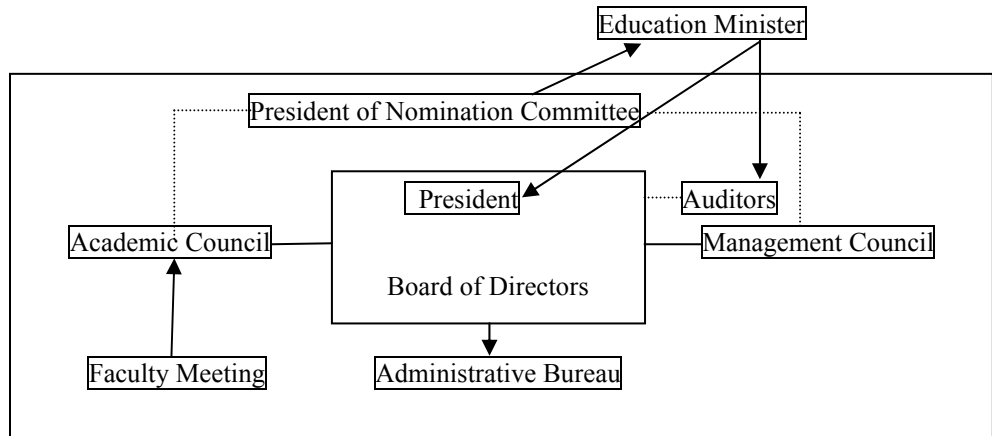 Education Minister
President of Nomination Committee
President
Auditors
Academic Council
Management Council
Board of Directors
Faculty Meeting
Administrative Bureau